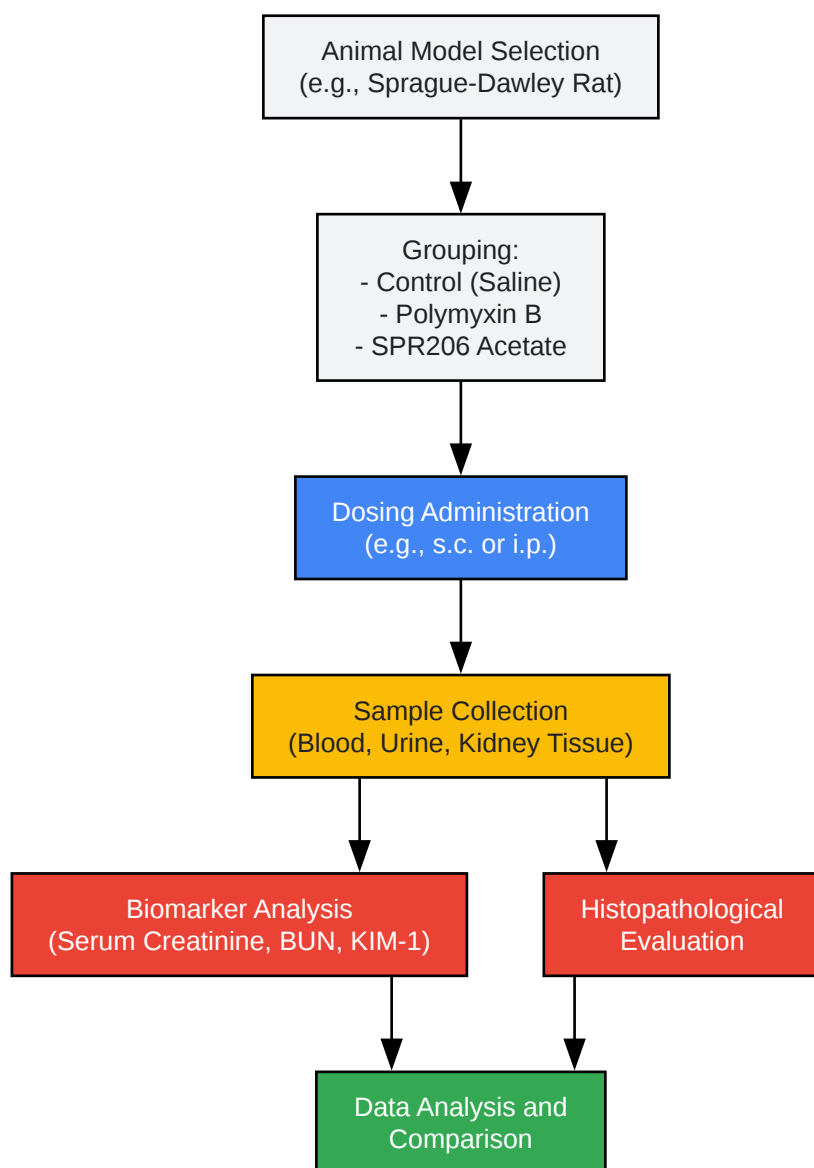 Animal Model Selection
(e.g., Sprague-Dawley Rat)
Grouping:
- Control (Saline)
- Polymyxin B
- SPR206 Acetate
Dosing Administration
(e.g., s.c. or i.p.)
Sample Collection
(Blood, Urine, Kidney Tissue)
Biomarker Analysis
(Serum Creatinine, BUN, KIM-1)
Histopathological
Evaluation
Data Analysis and
Comparison